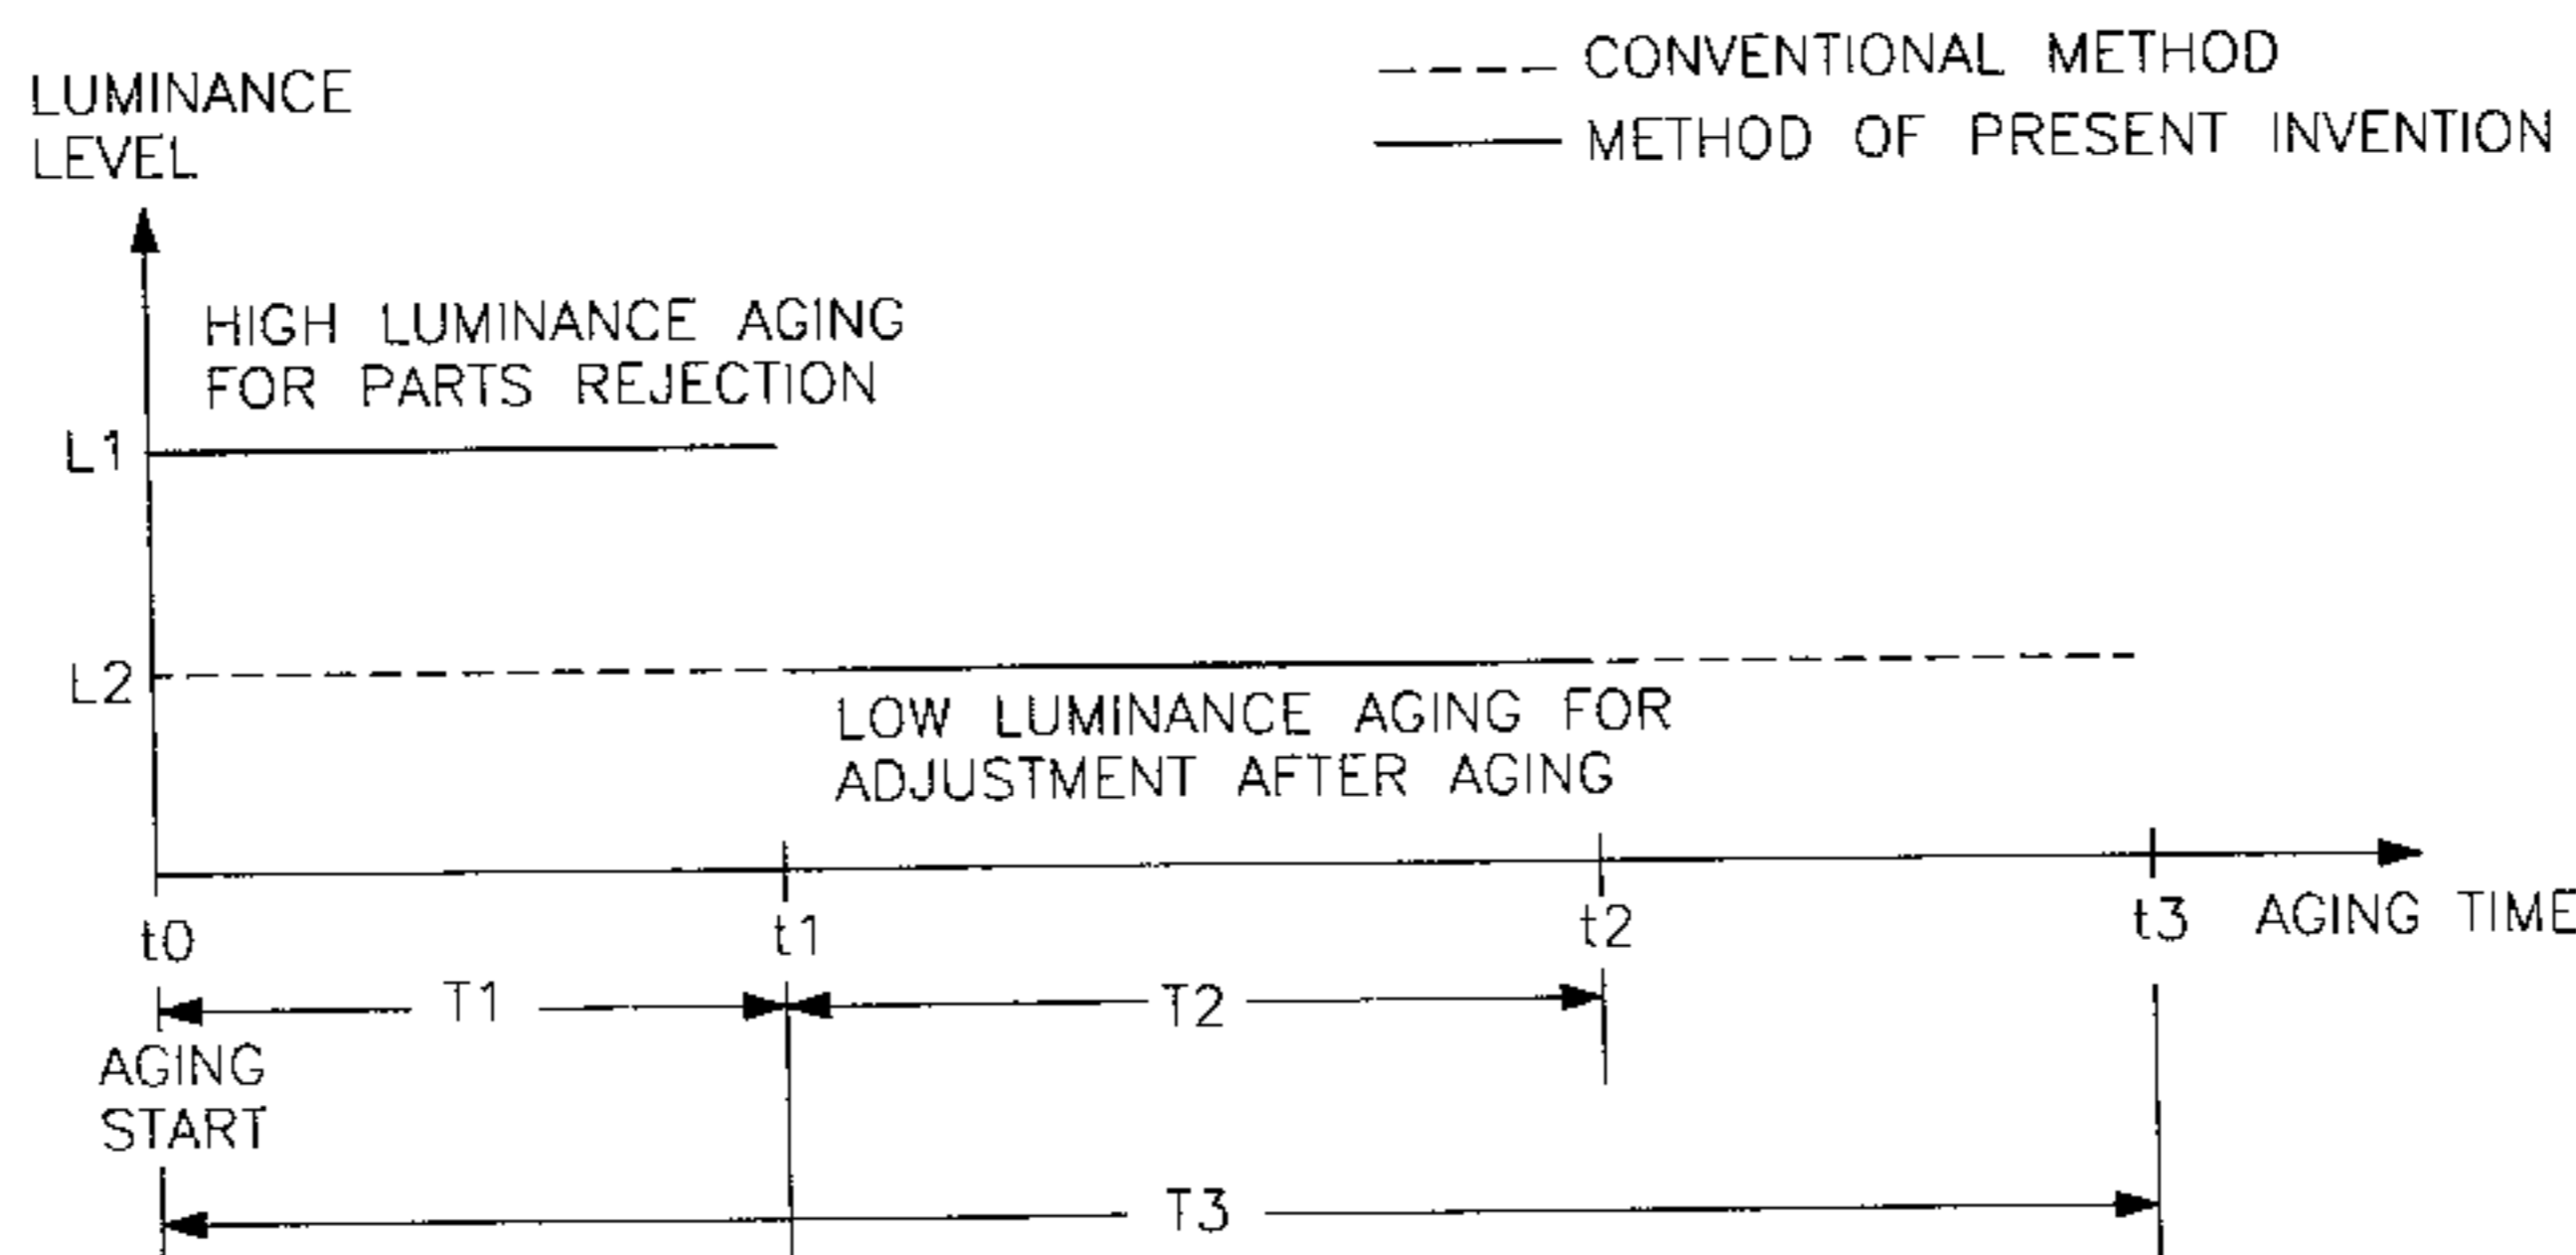 LUMINANCE
LEVEL
CONVENTIONAL METHOD
METHOD OF PRESENT INVENTION
HIGH LUMINANCE AGING
FOR PARTS REJECTION
L1
L2
LOW LUMINANCE AGING FOR
ADJUSTMENT AFTER AGING
t0
t1
t2
t3
AGING TIME
T1
T2
AGING
START
T3